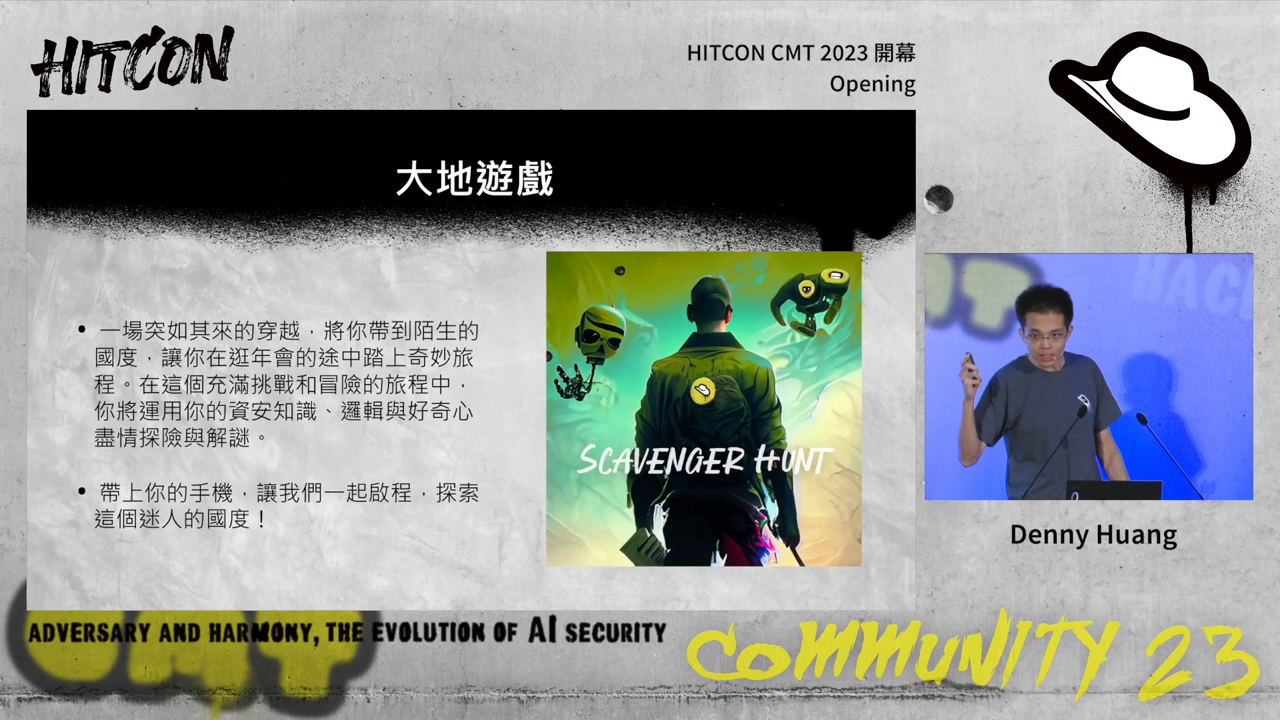 HITCON
HITCON CMT 2023 開幕
Opening
大地遊戲
• 一場突如其來的穿越，將你帶到陌生的
國度，讓你在逛年會的途中踏上奇妙旅
程。在這個充滿挑戰和冒險的旅程中，
你將運用你的資安知識、邏輯與好奇心
盡情探險與解謎。
• 帶上你的手機，讓我們一起啟程，探索
這個迷人的國度！
SCAVENGER HUNT
MT
HAC
Denny Huang
CMT
ADVERSARY AND HARMONY, THE EVOLUTION OF AI SECURITY
COMMUNITY 23